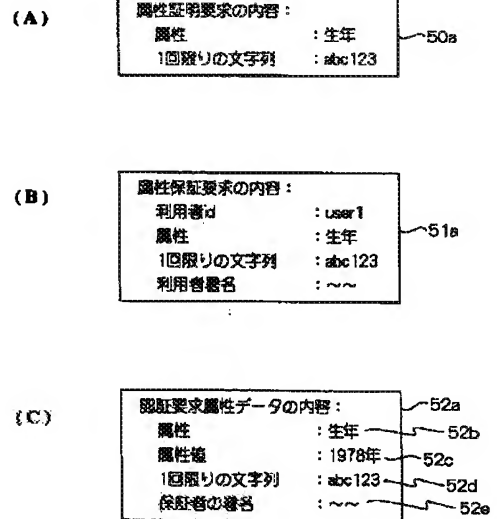 (A)
属性証明要求の内容：
属性 : 生年
1回限りの文字列 : abc123
50a
(B)
属性保証要求の内容：
利用者id : user1
属性 : 生年
1回限りの文字列 : abc123
利用者署名 : ～～
51a
(C)
認証要求属性データの内容：
52a
属性 : 生年
52b
属性値 : 1978年
52c
1回限りの文字列 : abc123
52d
保証者の署名 : ～～
52e